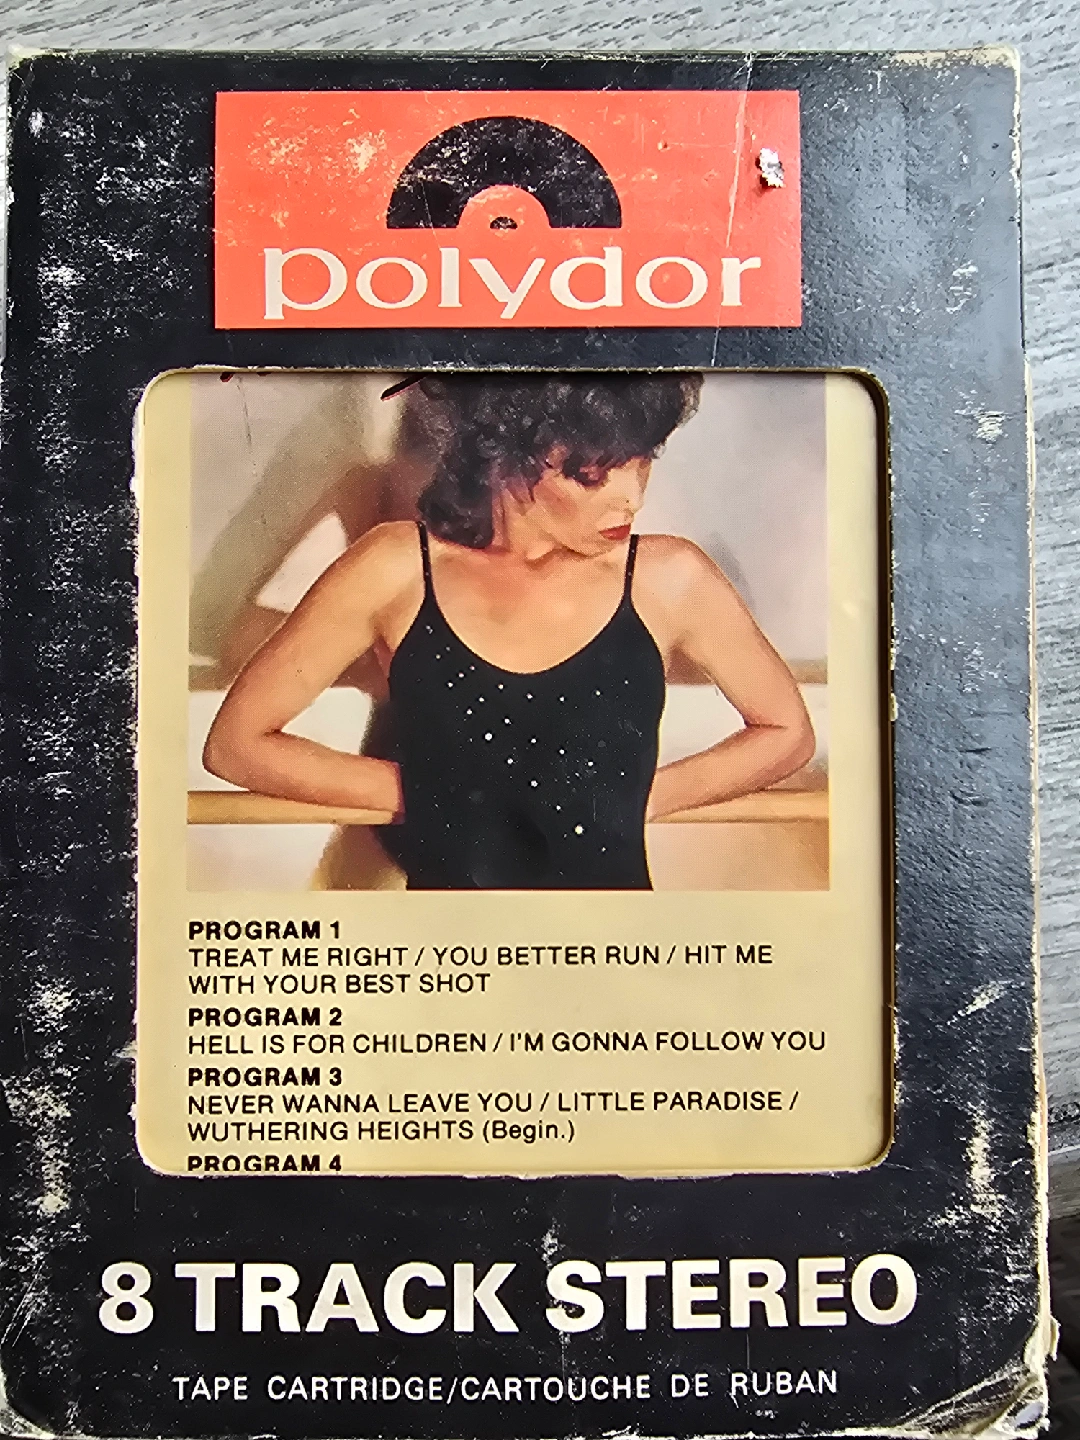 polydor
PROGRAM 1
TREAT ME RIGHT / YOU BETTER RUN / HIT ME
WITH YOUR BEST SHOT
PROGRAM 2
HELL IS FOR CHILDREN / I'M GONNA FOLLOW YOU
PROGRAM 3
NEVER WANNA LEAVE YOU / LITTLE PARADISE /
WUTHERING HEIGHTS (Begin.)
PROGRAM 4
8 TRACK STEREO
TAPE CARTRIDGE/CARTOUCHE DE RUBAN